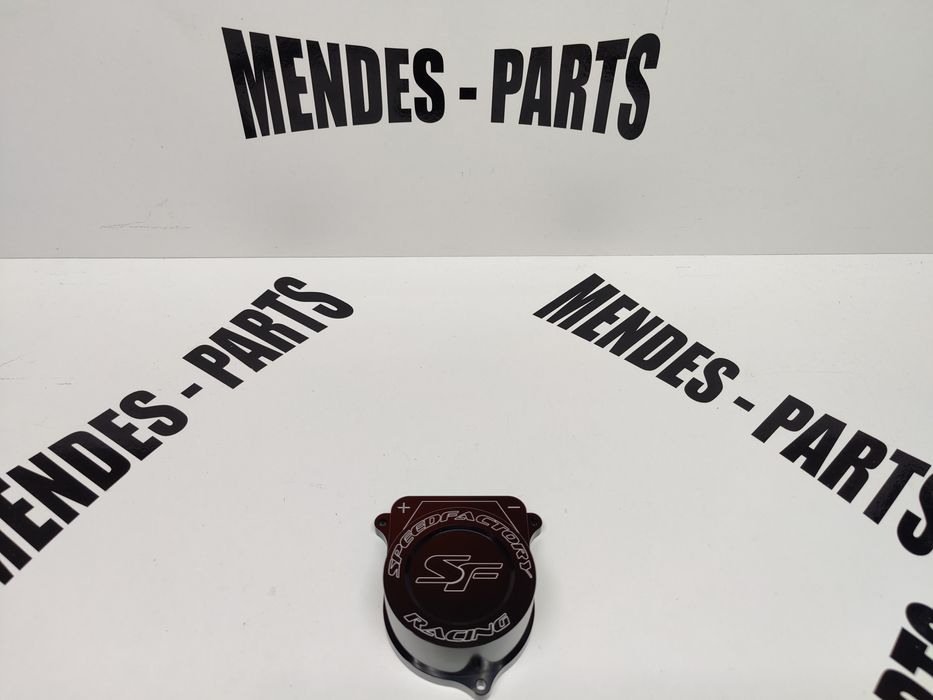 MENDES - PARTS
MENDES - PARTS
MENDES - PARTS
+ -
SPEEDFACTORY
SF
RACING